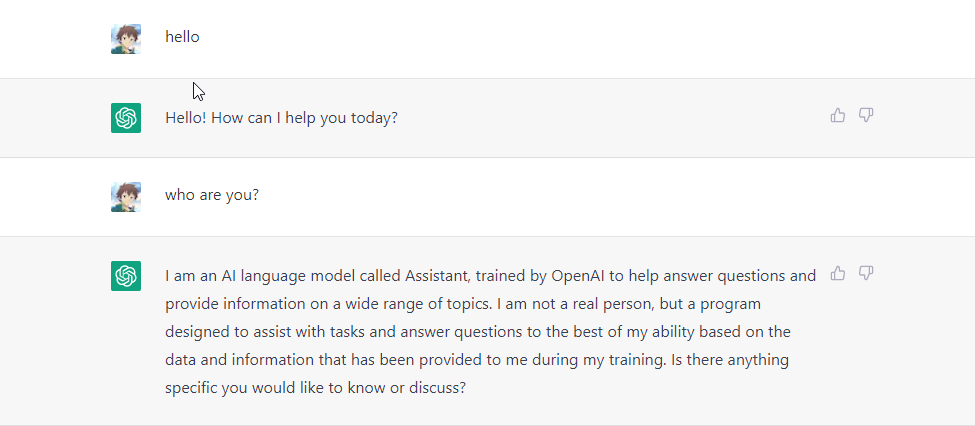 hello
Hello! How can I help you today?
who are you?
I am an AI language model called Assistant, trained by OpenAI to help answer questions and
provide information on a wide range of topics. I am not a real person, but a program
designed to assist with tasks and answer questions to the best of my ability based on the
data and information that has been provided to me during my training. Is there anything
specific you would like to know or discuss?